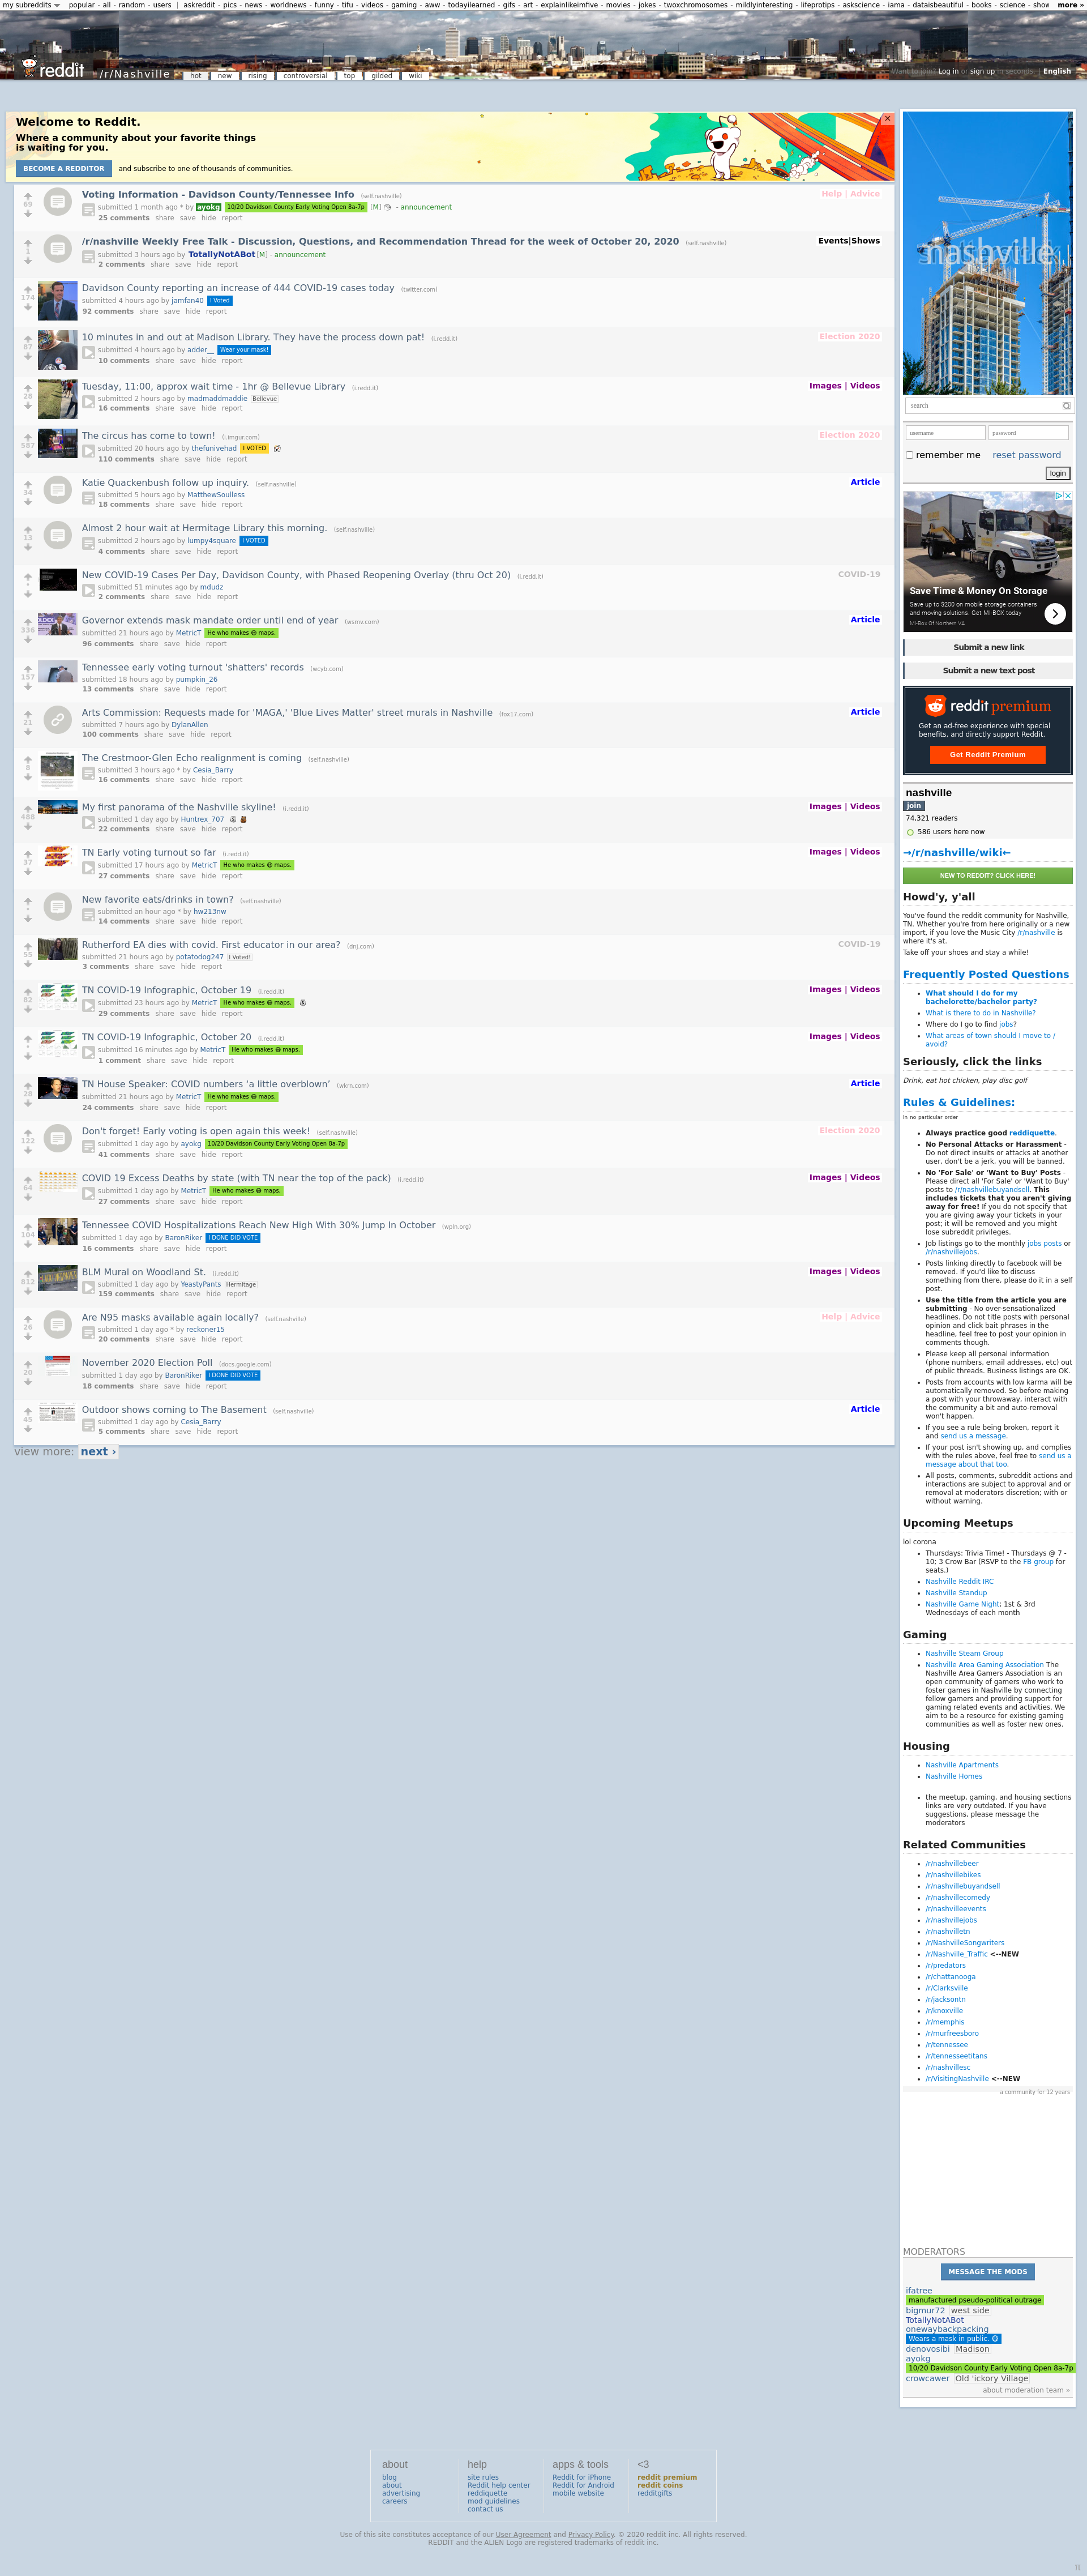 my subreddits popular - all - random - users | askreddit - pics - news - worldnews - funny - tifu - videos - gaming - aww - todayilearned - gifs - art - explainlikeimfive - movies - jokes - twoxchromosomes - mildlyinteresting - lifeprotips - askscience - iama - dataisbeautiful - books - science - show more »
reddit /r/Nashville hot new rising controversial top gilded wiki
Want to join? Log in or sign up in seconds. | English
Welcome to Reddit.
Where a community about your favorite things
is waiting for you.
BECOME A REDDITOR and subscribe to one of thousands of communities.
69
Voting Information - Davidson County/Tennessee Info (self.nashville) Help | Advice
submitted 1 month ago * by ayokg 10/20 Davidson County Early Voting Open 8a-7p [M] - announcement
25 comments share save hide report
1
/r/nashville Weekly Free Talk - Discussion, Questions, and Recommendation Thread for the week of October 20, 2020 (self.nashville) Events|Shows
submitted 3 hours ago by TotallyNotABot[M] - announcement
2 comments share save hide report
174
Davidson County reporting an increase of 444 COVID-19 cases today (twitter.com)
submitted 4 hours ago by jamfan40 I Voted
92 comments share save hide report
87
10 minutes in and out at Madison Library. They have the process down pat! (i.redd.it) Election 2020
submitted 4 hours ago by adder__ Wear your mask!
10 comments share save hide report
28
Tuesday, 11:00, approx wait time - 1hr @ Bellevue Library (i.redd.it) Images | Videos
submitted 2 hours ago by madmaddmaddie Bellevue
16 comments share save hide report
587
The circus has come to town! (i.imgur.com) Election 2020
submitted 20 hours ago by thefunivehad I VOTED
110 comments share save hide report
34
Katie Quackenbush follow up inquiry. (self.nashville) Article
submitted 5 hours ago by MatthewSoulless
18 comments share save hide report
13
Almost 2 hour wait at Hermitage Library this morning. (self.nashville)
submitted 2 hours ago by lumpy4square I VOTED
4 comments share save hide report
•
New COVID-19 Cases Per Day, Davidson County, with Phased Reopening Overlay (thru Oct 20) (i.redd.it) COVID-19
submitted 51 minutes ago by mdudz
2 comments share save hide report
336
Governor extends mask mandate order until end of year (wsmv.com) Article
submitted 21 hours ago by MetricT He who makes 😷 maps.
96 comments share save hide report
157
Tennessee early voting turnout 'shatters' records (wcyb.com)
submitted 18 hours ago by pumpkin_26
13 comments share save hide report
21
Arts Commission: Requests made for 'MAGA,' 'Blue Lives Matter' street murals in Nashville (fox17.com) Article
submitted 7 hours ago by DylanAllen
100 comments share save hide report
8
The Crestmoor-Glen Echo realignment is coming (self.nashville)
submitted 3 hours ago * by Cesia_Barry
16 comments share save hide report
488
My first panorama of the Nashville skyline! (i.redd.it) Images | Videos
submitted 1 day ago by Huntrex_707
22 comments share save hide report
37
TN Early voting turnout so far (i.redd.it) Images | Videos
submitted 17 hours ago by MetricT He who makes 😷 maps.
27 comments share save hide report
•
New favorite eats/drinks in town? (self.nashville)
submitted an hour ago * by hw213nw
14 comments share save hide report
55
Rutherford EA dies with covid. First educator in our area? (dnj.com) COVID-19
submitted 21 hours ago by potatodog247 I Voted!
3 comments share save hide report
82
TN COVID-19 Infographic, October 19 (i.redd.it) Images | Videos
submitted 23 hours ago by MetricT He who makes 😷 maps.
29 comments share save hide report
•
TN COVID-19 Infographic, October 20 (i.redd.it) Images | Videos
submitted 16 minutes ago by MetricT He who makes 😷 maps.
1 comment share save hide report
28
TN House Speaker: COVID numbers ‘a little overblown’ (wkrn.com) Article
submitted 21 hours ago by MetricT He who makes 😷 maps.
24 comments share save hide report
122
Don't forget! Early voting is open again this week! (self.nashville) Election 2020
submitted 1 day ago by ayokg 10/20 Davidson County Early Voting Open 8a-7p
41 comments share save hide report
64
COVID 19 Excess Deaths by state (with TN near the top of the pack) (i.redd.it) Images | Videos
submitted 1 day ago by MetricT He who makes 😷 maps.
27 comments share save hide report
104
Tennessee COVID Hospitalizations Reach New High With 30% Jump In October (wpln.org)
submitted 1 day ago by BaronRiker I DONE DID VOTE
16 comments share save hide report
812
BLM Mural on Woodland St. (i.redd.it) Images | Videos
submitted 1 day ago by YeastyPants Hermitage
159 comments share save hide report
26
Are N95 masks available again locally? (self.nashville) Help | Advice
submitted 1 day ago * by reckoner15
20 comments share save hide report
20
November 2020 Election Poll (docs.google.com)
submitted 1 day ago by BaronRiker I DONE DID VOTE
18 comments share save hide report
45
Outdoor shows coming to The Basement (self.nashville) Article
submitted 1 day ago by Cesia_Barry
5 comments share save hide report
view more: next ›
nashville
search
username password
remember me reset password
login
Save Time & Money On Storage
Save up to $200 on mobile storage containers
and moving solutions. Get MI-BOX today
Mi-Box Of Northern VA
Submit a new link
Submit a new text post
reddit premium
Get an ad-free experience with special
benefits, and directly support Reddit.
Get Reddit Premium
nashville
join
74,321 readers
586 users here now
→/r/nashville/wiki←
NEW TO REDDIT? CLICK HERE!
Howd'y, y'all
You've found the reddit community for Nashville,
TN. Whether you're from here originally or a new
import, if you love the Music City /r/nashville is
where it's at.
Take off your shoes and stay a while!
Frequently Posted Questions
What should I do for my
bachelorette/bachelor party?
What is there to do in Nashville?
Where do I go to find jobs?
What areas of town should I move to /
avoid?
Seriously, click the links
Drink, eat hot chicken, play disc golf
Rules & Guidelines:
In no particular order
Always practice good reddiquette.
No Personal Attacks or Harassment -
Do not direct insults or attacks at another
user, don't be a jerk, you will be banned.
No 'For Sale' or 'Want to Buy' Posts -
Please direct all 'For Sale' or 'Want to Buy'
posts to /r/nashvillebuyandsell. This
includes tickets that you aren't giving
away for free! If you do not specify that
you are giving away your tickets in your
post; it will be removed and you might
lose subreddit privileges.
Job listings go to the monthly jobs posts or
/r/nashvillejobs.
Posts linking directly to facebook will be
removed. If you'd like to discuss
something from there, please do it in a self
post.
Use the title from the article you are
submitting - No over-sensationalized
headlines. Do not title posts with personal
opinion and click bait phrases in the
headline, feel free to post your opinion in
comments though.
Please keep all personal information
(phone numbers, email addresses, etc) out
of public threads. Business listings are OK.
Posts from accounts with low karma will be
automatically removed. So before making
a post with your throwaway, interact with
the community a bit and auto-removal
won't happen.
If you see a rule being broken, report it
and send us a message.
If your post isn't showing up, and complies
with the rules above, feel free to send us a
message about that too.
All posts, comments, subreddit actions and
interactions are subject to approval and or
removal at moderators discretion; with or
without warning.
Upcoming Meetups
lol corona
Thursdays: Trivia Time! - Thursdays @ 7 -
10; 3 Crow Bar (RSVP to the FB group for
seats.)
Nashville Reddit IRC
Nashville Standup
Nashville Game Night; 1st & 3rd
Wednesdays of each month
Gaming
Nashville Steam Group
Nashville Area Gaming Association The
Nashville Area Gamers Association is an
open community of gamers who work to
foster games in Nashville by connecting
fellow gamers and providing support for
gaming related events and activities. We
aim to be a resource for existing gaming
communities as well as foster new ones.
Housing
Nashville Apartments
Nashville Homes
the meetup, gaming, and housing sections
links are very outdated. If you have
suggestions, please message the
moderators
Related Communities
/r/nashvillebeer
/r/nashvillebikes
/r/nashvillebuyandsell
/r/nashvillecomedy
/r/nashvilleevents
/r/nashvillejobs
/r/nashvilletn
/r/NashvilleSongwriters
/r/Nashville_Traffic <--NEW
/r/predators
/r/chattanooga
/r/Clarksville
/r/jacksontn
/r/knoxville
/r/memphis
/r/murfreesboro
/r/tennessee
/r/tennesseetitans
/r/nashvillesc
/r/VisitingNashville <--NEW
a community for 12 years
MODERATORS
MESSAGE THE MODS
ifatree
manufactured pseudo-political outrage
bigmur72 west side
TotallyNotABot
onewaybackpacking
Wears a mask in public. 😷
denovosibi Madison
ayokg
10/20 Davidson County Early Voting Open 8a-7p
crowcawer Old 'ickory Village
about moderation team »
about help apps & tools <3
blog site rules Reddit for iPhone reddit premium
about Reddit help center Reddit for Android reddit coins
advertising reddiquette mobile website redditgifts
careers mod guidelines
contact us
Use of this site constitutes acceptance of our User Agreement and Privacy Policy. © 2020 reddit inc. All rights reserved.
REDDIT and the ALIEN Logo are registered trademarks of reddit inc.
π